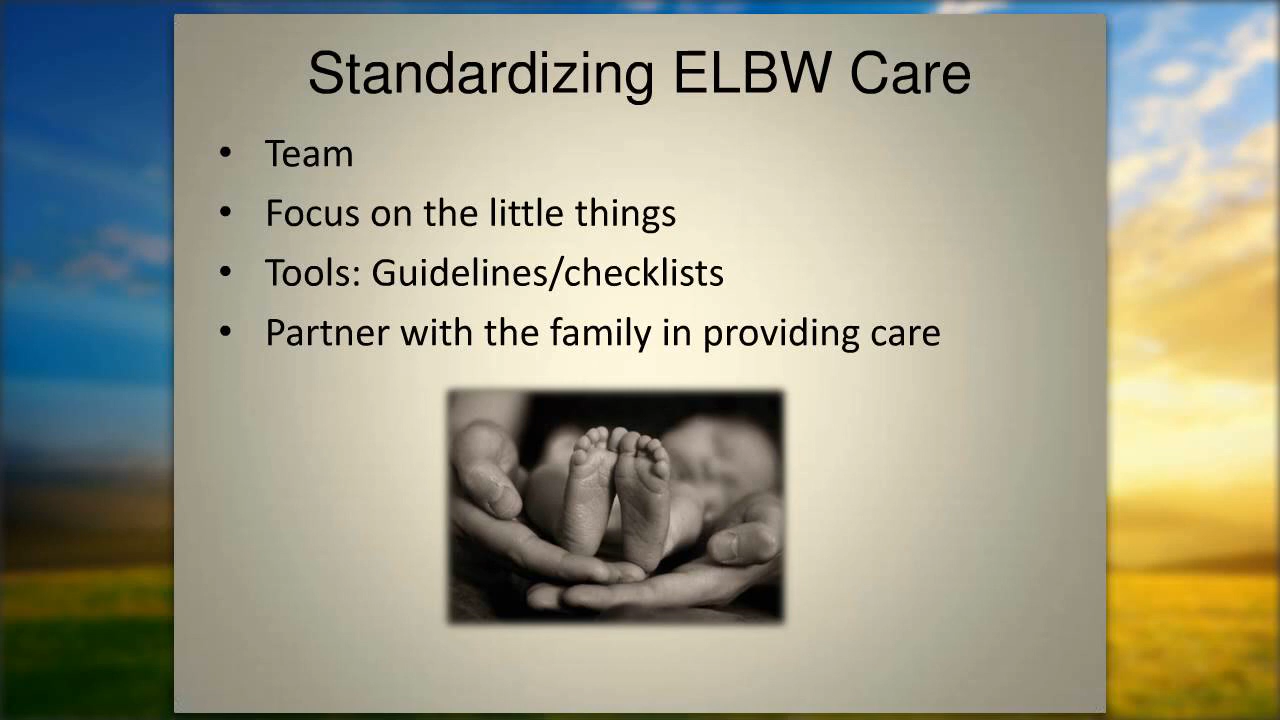 Standardizing ELBW Care
• Team
• Focus on the little things
• Tools: Guidelines/checklists
• Partner with the family in providing care